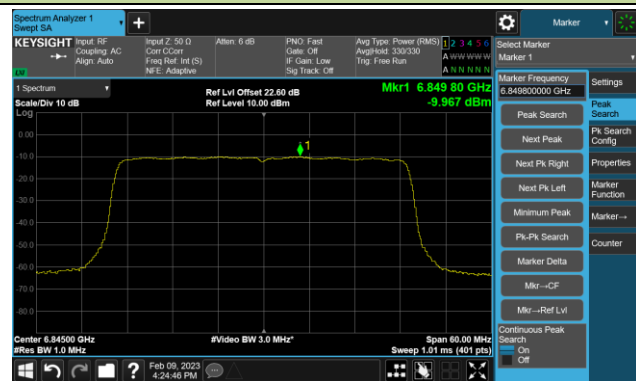 Spectrum Analyzer 1
Swept SA
Marker
KEYSIGHT
Input: RF
Coupling: AC
Align: Auto
Input Z: 50 Ω
Corr CCorr
Freq Ref: Int (S)
NFE: Adaptive
Atten: 6 dB
PNO: Fast
Gate: Off
IF Gain: Low
Sig Track: Off
Avg Type: Power (RMS)
Avg|Hold: 330/330
Trig: Free Run
1 2 3 4 5 6
A W W W W W
A N N N N N
LV
1 Spectrum
Scale/Div 10 dB
Log
Ref Lvl Offset 22.60 dB
Ref Level 10.00 dBm
Mkr1 6.849 80 GHz
-9.967 dBm
0.00
-10.0
-20.0
-30.0
-40.0
-50.0
-60.0
-70.0
-80.0
1
Center 6.84500 GHz
#Res BW 1.0 MHz
#Video BW 3.0 MHz*
Span 60.00 MHz
Sweep 1.01 ms (401 pts)
Select Marker
Marker 1
Marker Frequency
6.849800000 GHz
Peak Search
Next Peak
Next Pk Right
Next Pk Left
Minimum Peak
Pk-Pk Search
Marker Delta
Mkr→CF
Mkr→Ref Lvl
Continuous Peak
Search
On
Off
Settings
Peak
Search
Pk Search
Config
Properties
Marker
Function
Marker→
Counter
Feb 09, 2023
4:24:46 PM